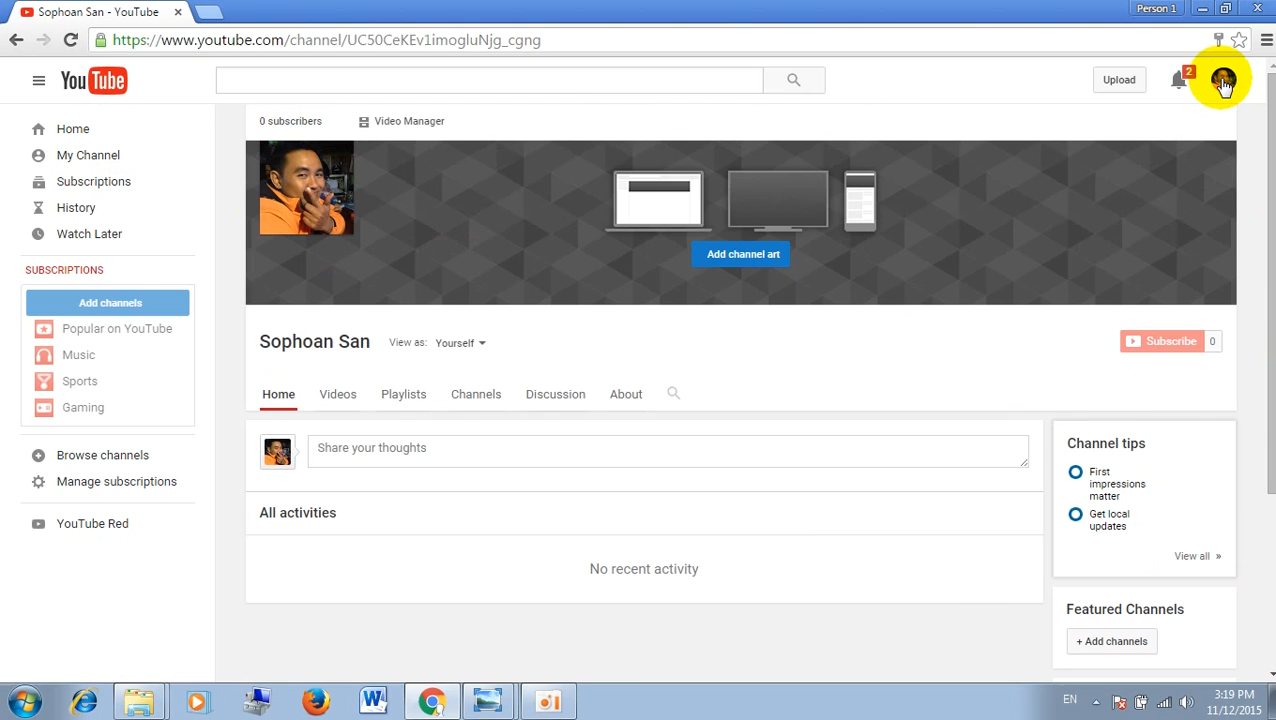 Sophoan San - YouTube
Person 1
https://www.youtube.com/channel/UC50CeKEv1imogluNjg_cgng
YouTube
Upload
2
Home
My Channel
Subscriptions
History
Watch Later
SUBSCRIPTIONS
Add channels
Popular on YouTube
Music
Sports
Gaming
Browse channels
Manage subscriptions
YouTube Red
0 subscribers
Video Manager
Add channel art
Sophoan San
View as: Yourself
Subscribe
0
Home
Videos
Playlists
Channels
Discussion
About
Share your thoughts
All activities
No recent activity
Channel tips
First
impressions
matter
Get local
updates
View all »
Featured Channels
+ Add channels
EN
3:19 PM
11/12/2015